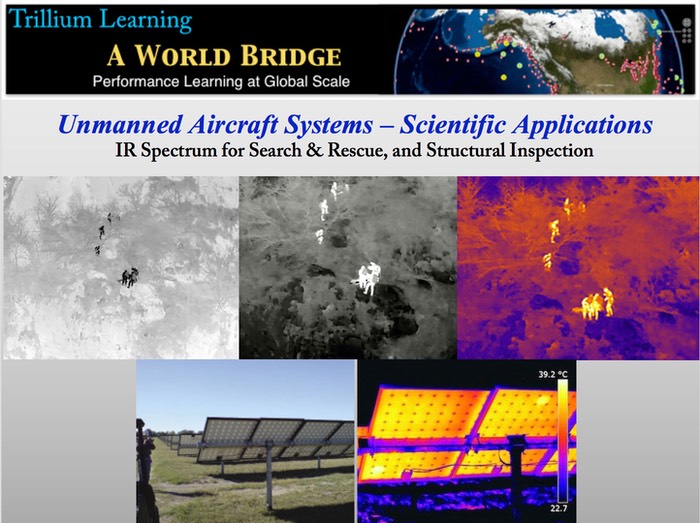 Trillium Learning
A WORLD BRIDGE
Performance Learning at Global Scale
Unmanned Aircraft Systems – Scientific Applications
IR Spectrum for Search & Rescue, and Structural Inspection
39.2 °C
22.7